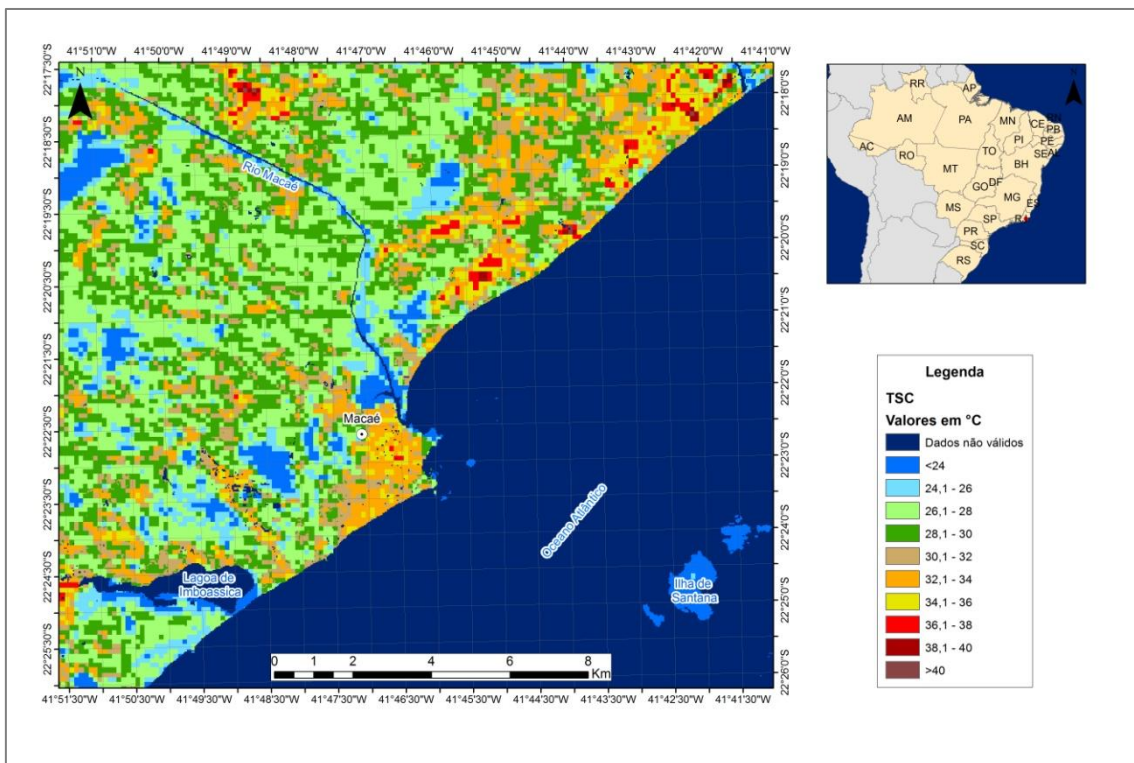 41°51'0"W 41°50'0"W 41°49'0"W 41°48'0"W 41°47'0"W 41°46'0"W 41°45'0"W 41°44'0"W 41°43'0"W 41°42'0"W 41°41'0"W
22°17'30"S
22°18'30"S
22°19'30"S
22°20'30"S
22°21'30"S
22°22'30"S
22°23'30"S
22°24'30"S
22°25'30"S
N
Rio Macaé
Macaé
Oceano Atlântico
Lagoa de
Imboassica
Ilha de
Santana
0 1 2 4 6 8
Km
22°18'0"S
22°19'0"S
22°20'0"S
22°21'0"S
22°22'0"S
22°23'0"S
22°24'0"S
22°25'0"S
22°26'0"S
41°51'30"W 41°50'30"W 41°49'30"W 41°48'30"W 41°47'30"W 41°46'30"W 41°45'30"W 41°44'30"W 41°43'30"W 41°42'30"W 41°41'30"W
N
RR AP
AM PA MN CE RN
PB
PI PE
AC TO SE AL
RO BH
MT
GO DF
MG ES
MS
SP
PR
SC
RS
Legenda
TSC
Valores em °C
Dados não válidos
<24
24,1 - 26
26,1 - 28
28,1 - 30
30,1 - 32
32,1 - 34
34,1 - 36
36,1 - 38
38,1 - 40
>40